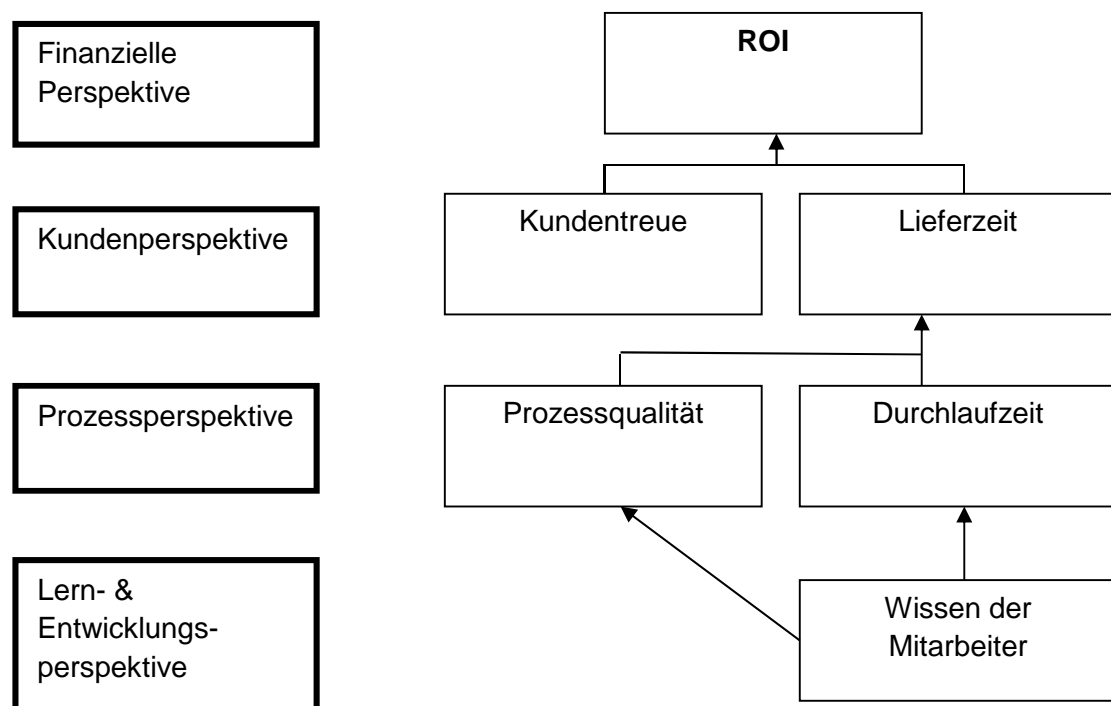 Finanzielle
Perspektive
ROI
Kundenperspektive
Kundentreue
Lieferzeit
Prozessperspektive
Prozessqualität
Durchlaufzeit
Lern- &
Entwicklungs-
perspektive
Wissen der
Mitarbeiter